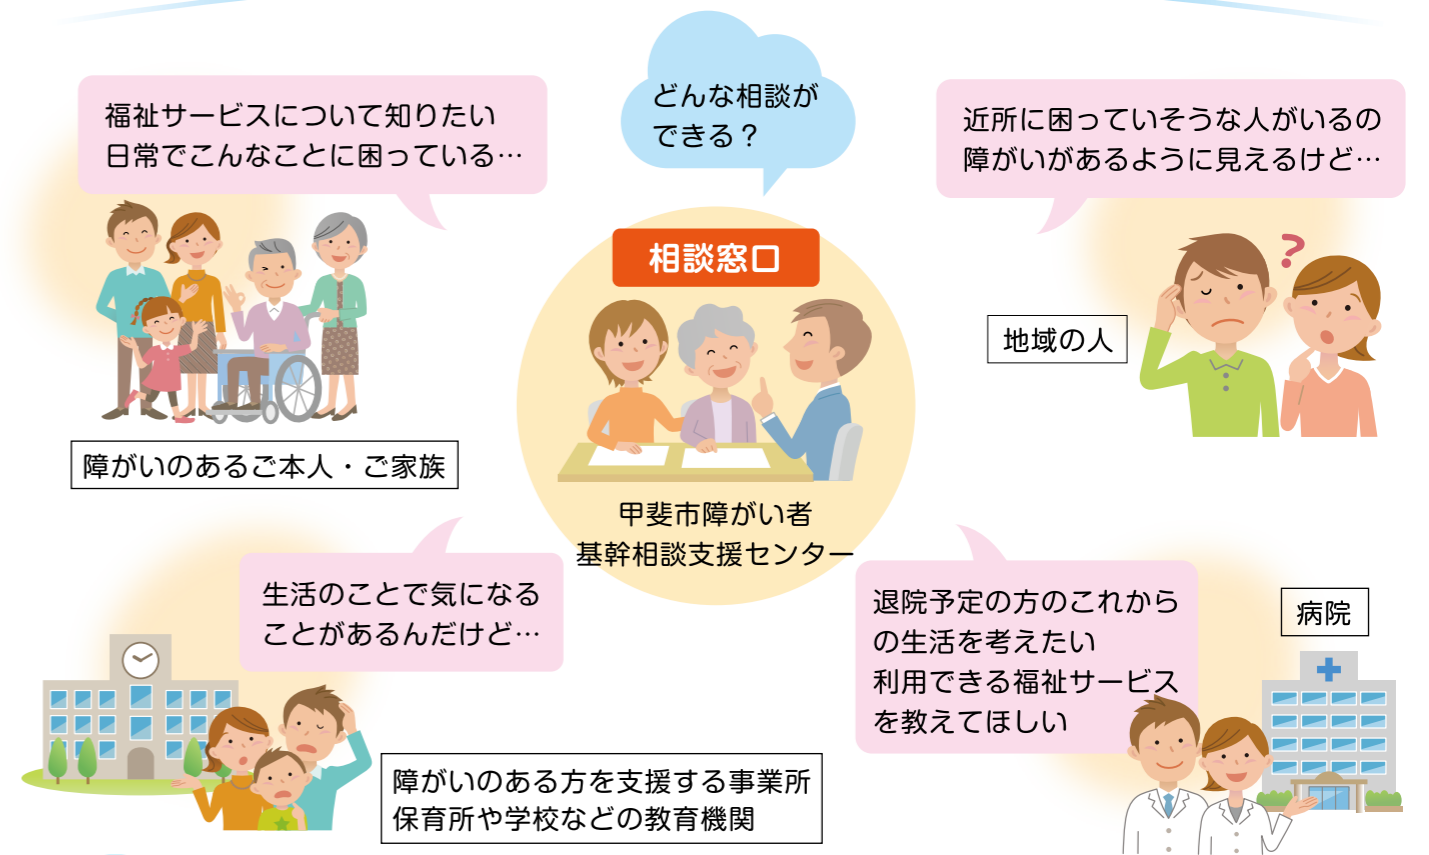 どんな相談が
できる？
福祉サービスについて知りたい
日常でこんなことに困っている…
障がいのあるご本人・ご家族
相談窓口
甲斐市障がい者
基幹相談支援センター
近所に困っていそうな人がいるの
障がいがあるように見えるけど…
?
地域の人
生活のことで気になる
ことがあるんだけど…
障がいのある方を支援する事業所
保育所や学校などの教育機関
退院予定の方のこれから
の生活を考えたい
利用できる福祉サービス
を教えてほしい
病院